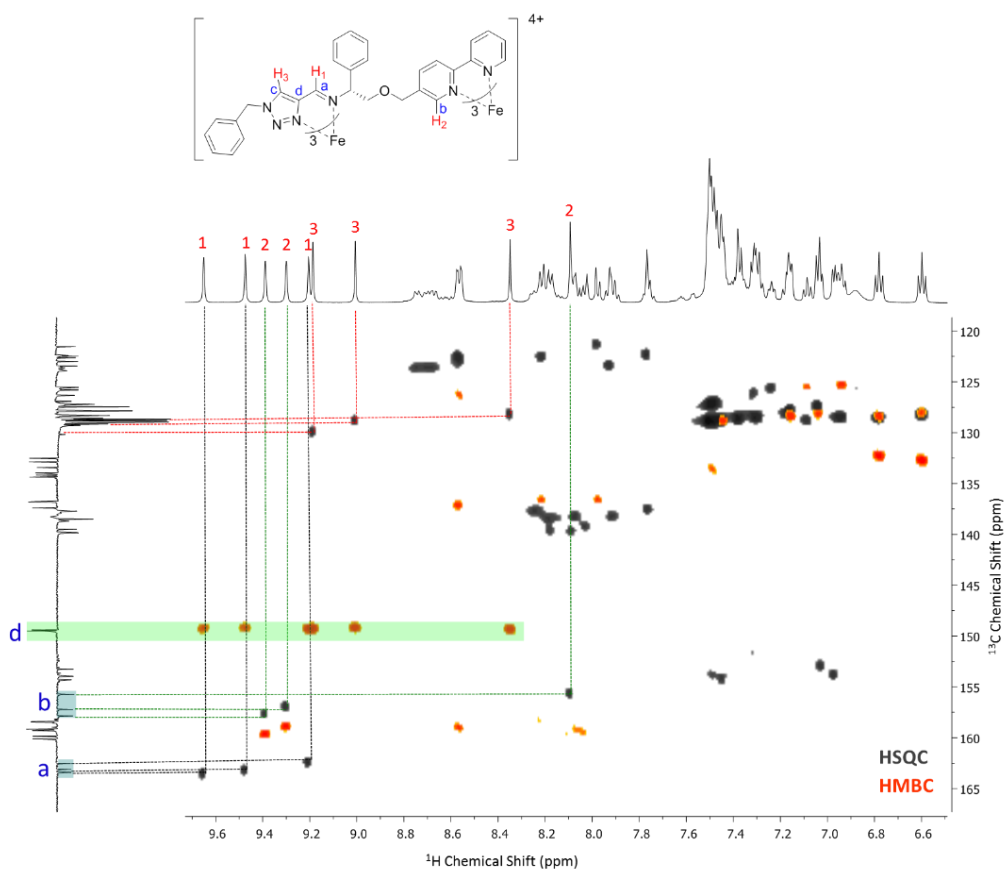 4+
H3
H1
c
d
a
N
N
O
N
N
b
N
N
3
Fe
3
Fe
H2
1
1
2
2
1
3
3
3
2
120
125
130
135
140
145
150
155
160
165
13C Chemical Shift (ppm)
d
b
a
HSQC
HMBC
9.6
9.4
9.2
9.0
8.8
8.6
8.4
8.2
8.0
7.8
7.6
7.4
7.2
7.0
6.8
6.6
1H Chemical Shift (ppm)